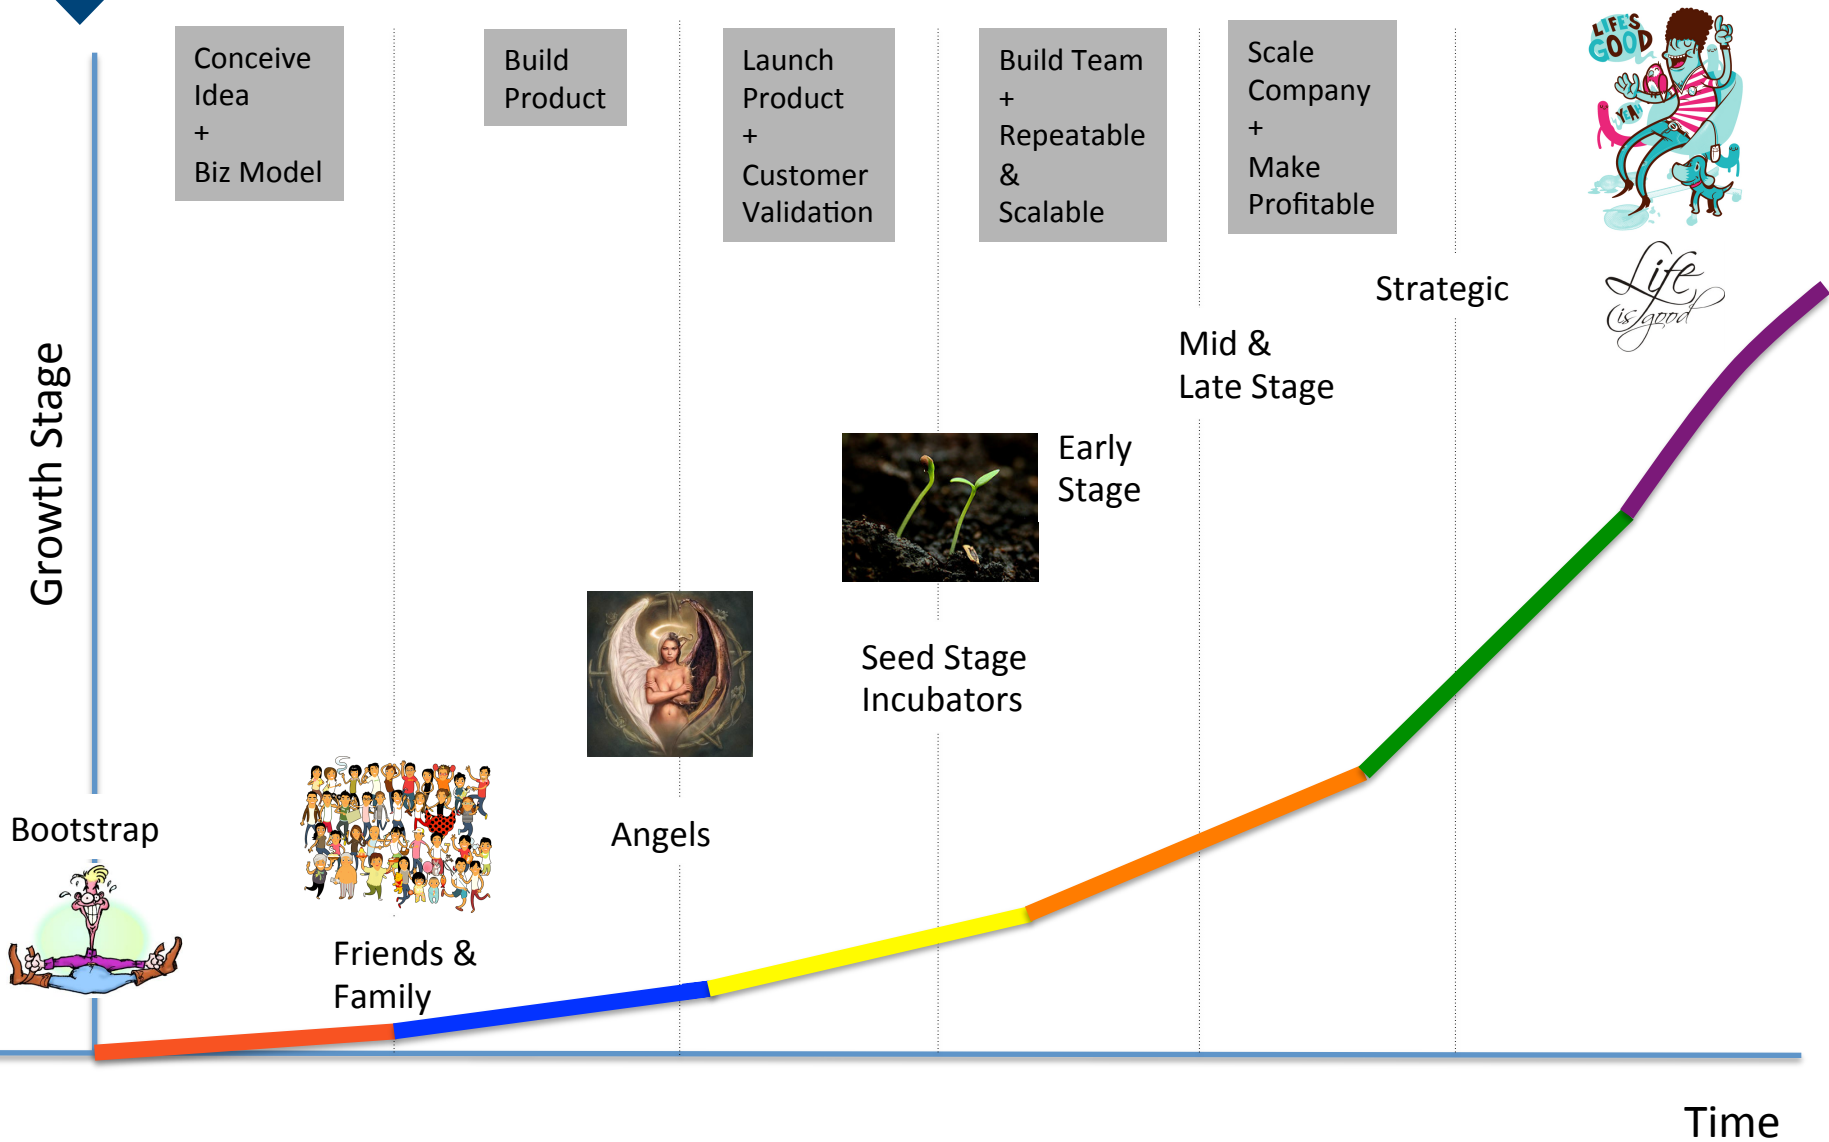 Conceive
Idea
+
Biz Model
Build
Product
Launch
Product
+
Customer
Validation
Build Team
+
Repeatable
&
Scalable
Scale
Company
+
Make
Profitable
LIFE'S
GOOD
YEAH
Life
is good
Strategic
Mid &
Late Stage
Early
Stage
Seed Stage
Incubators
Angels
Friends &
Family
Bootstrap
Growth Stage
Time